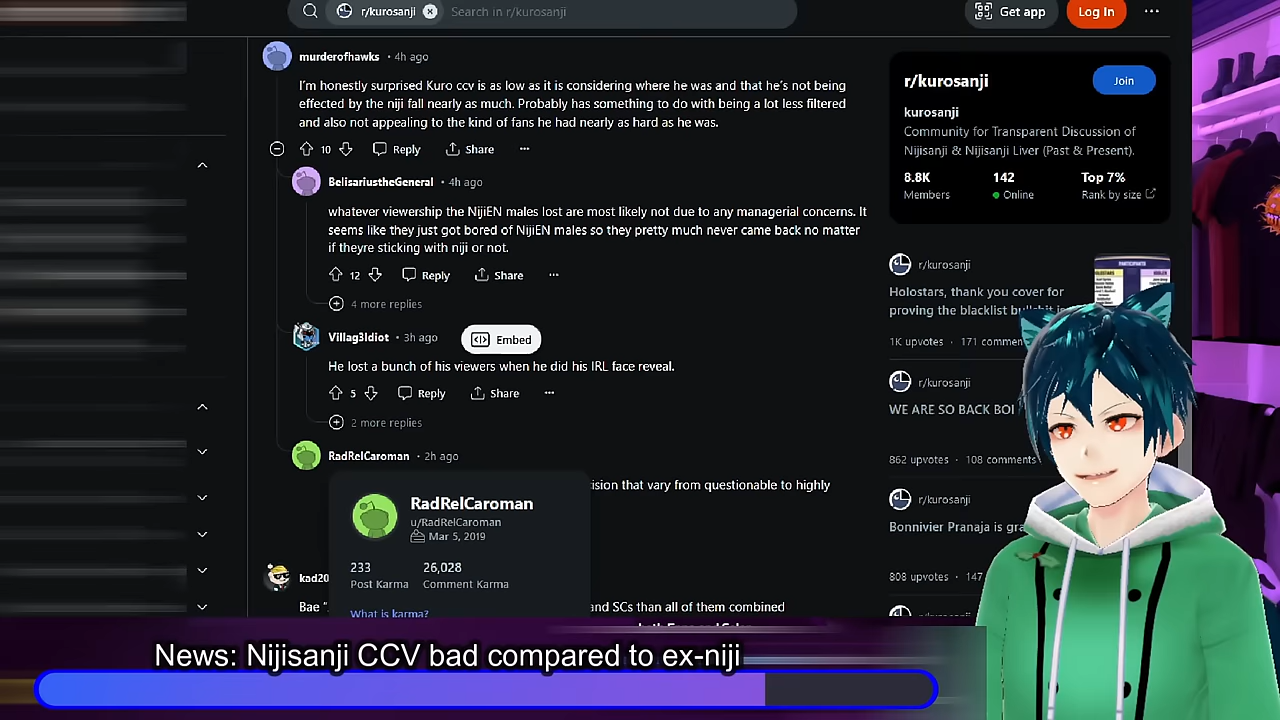 r/kurosanji
Search in r/kurosanji
Get app
Log In
murderofhawks • 4h ago
I'm honestly surprised Kuro ccv is as low as it is considering where he was and that he's not being
effected by the niji fall nearly as much. Probably has something to do with being a lot less filtered
and also not appealing to the kind of fans he had nearly as hard as he was.
10 Reply Share
BelisariustheGeneral • 4h ago
whatever viewership the NijiEN males lost are most likely not due to any managerial concerns. It
seems like they just got bored of NijiEN males so they pretty much never came back no matter
if theyre sticking with niji or not.
12 Reply Share
4 more replies
Villag3Idiot • 3h ago
Embed
He lost a bunch of his viewers when he did his IRL face reveal.
5 Reply Share
2 more replies
RadRelCaroman • 2h ago
ision that vary from questionable to highly
RadRelCaroman
u/RadRelCaroman
Mar 5, 2019
233 26,028
Post Karma Comment Karma
What is karma?
kad20
Bae
and SCs than all of them combined
r/kurosanji
Join
kurosanji
Community for Transparent Discussion of
Nijisanji & Nijisanji Liver (Past & Present).
8.8K 142 Top 7%
Members Online Rank by size
r/kurosanji
PARTICIPANTS
Holostars, thank you cover for
proving the blacklist bullshit
1K upvotes • 171 commen
r/kurosanji
WE ARE SO BACK BOI
862 upvotes • 108 comments
r/kurosanji
Bonnivier Pranaja is gra
808 upvotes • 147
News: Nijisanji CCV bad compared to ex-niji